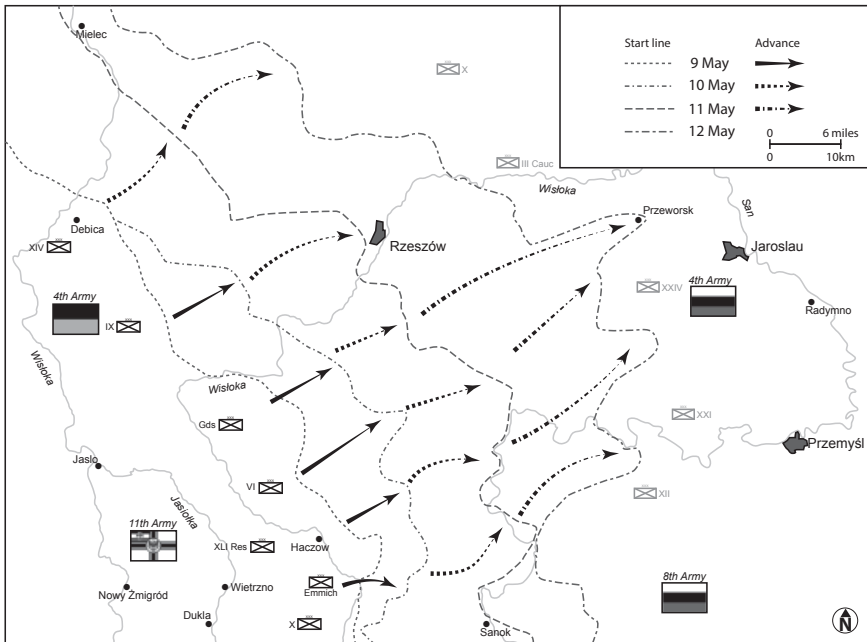 Mielec
Start line Advance
9 May
10 May
11 May
12 May
0 6 miles
0 10km
X
III Cauc
Wisłoka
San
Przeworsk
Debica
Rzeszów
Jaroslau
XIV
4th Army
XXIV
4th Army
Radymno
IX
Wisłoka
Wisłoka
Gds
XXI
Przemyśl
Jaslo
VI
XII
Jasiolka
11th Army
XLI Res
Haczow
Nowy Żmigród
Wietrzno
Emmich
8th Army
Dukla
X
Sanok
N